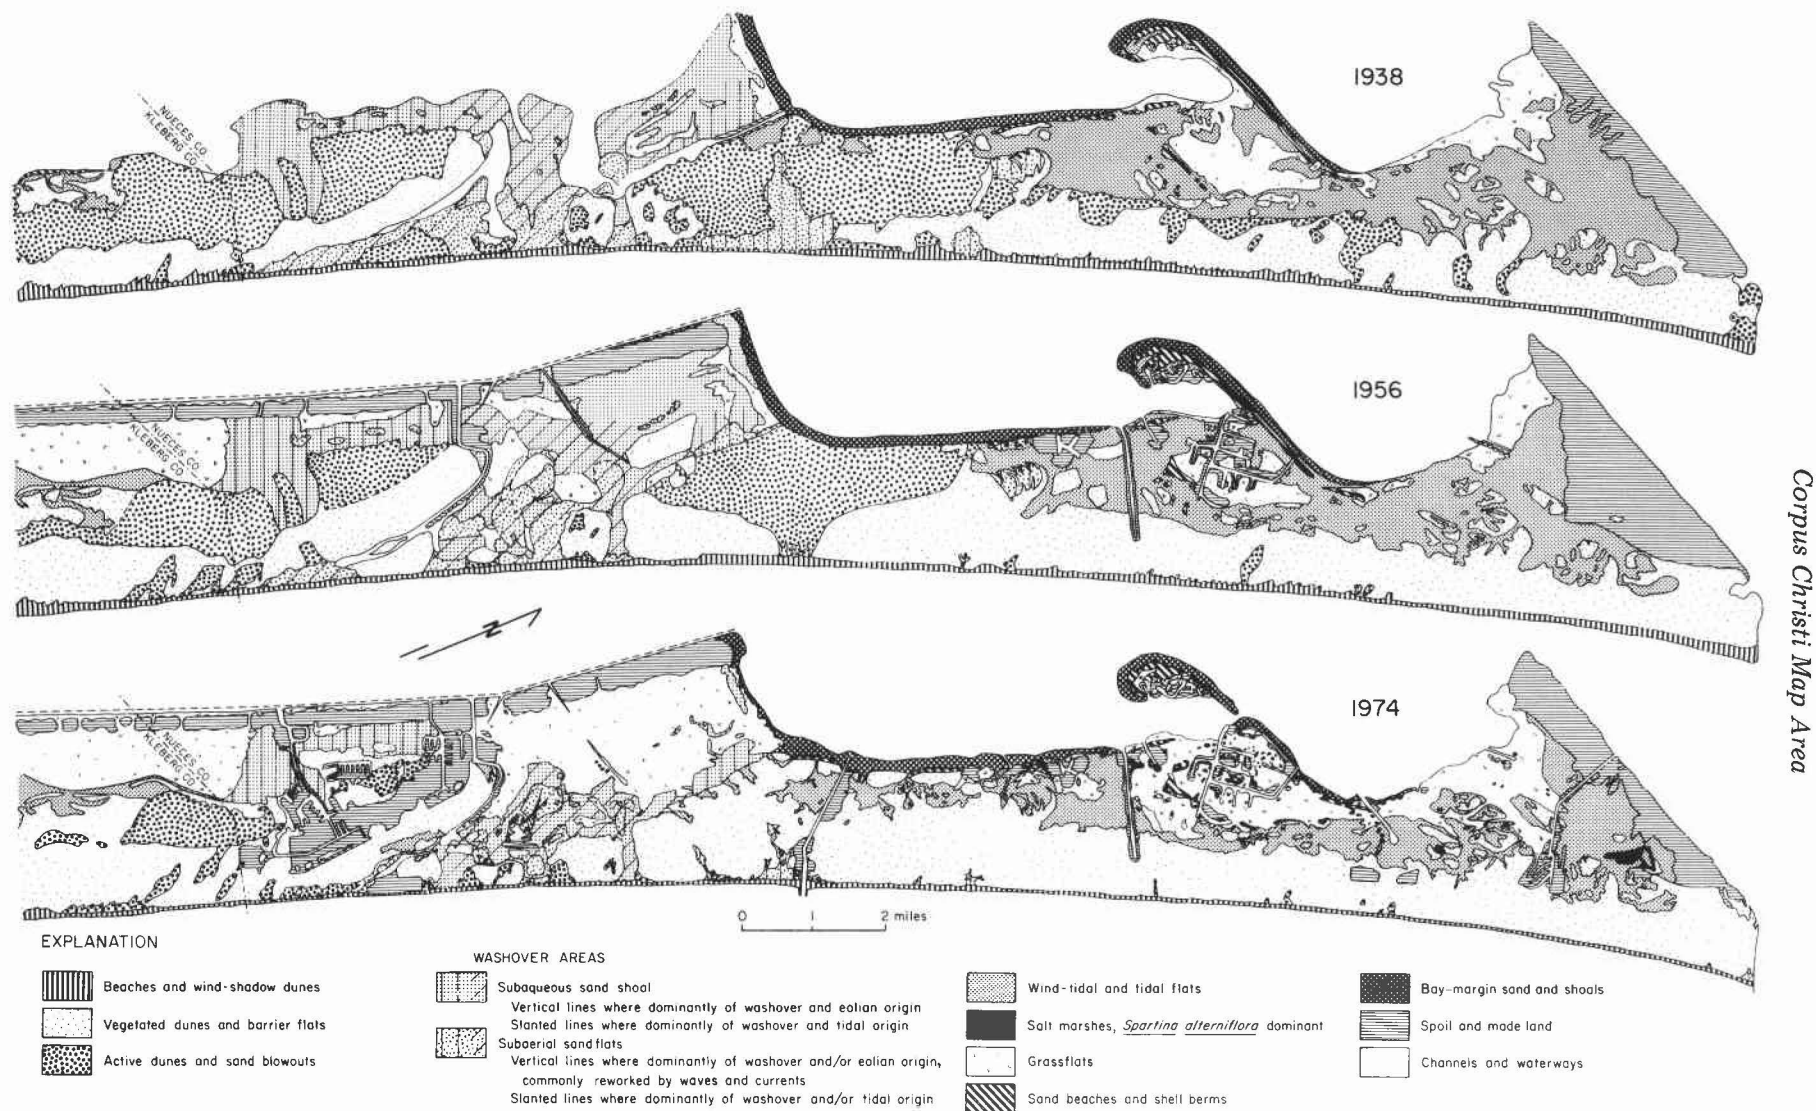 1938
NUECES CO
KLEBERG CO
1956
NUECES CO.
KLEBERG CO
N
1974
NUECES CO
KLEBERG CO
0 1 2 miles
EXPLANATION
Beaches and wind-shadow dunes
Vegetated dunes and barrier flats
Active dunes and sand blowouts
WASHOVER AREAS
Subaqueous sand shoal
Vertical lines where dominantly of washover and eolian origin
Slanted lines where dominantly of washover and tidal origin
Subaerial sandflats
Vertical lines where dominantly of washover and/or eolian origin,
commonly reworked by waves and currents
Slanted lines where dominantly of washover and/or tidal origin
Wind-tidal and tidal flats
Salt marshes, Spartina alterniflora dominant
Grassflats
Sand beaches and shell berms
Bay-margin sand and shoals
Spoil and made land
Channels and waterways
Corpus Christi Map Area